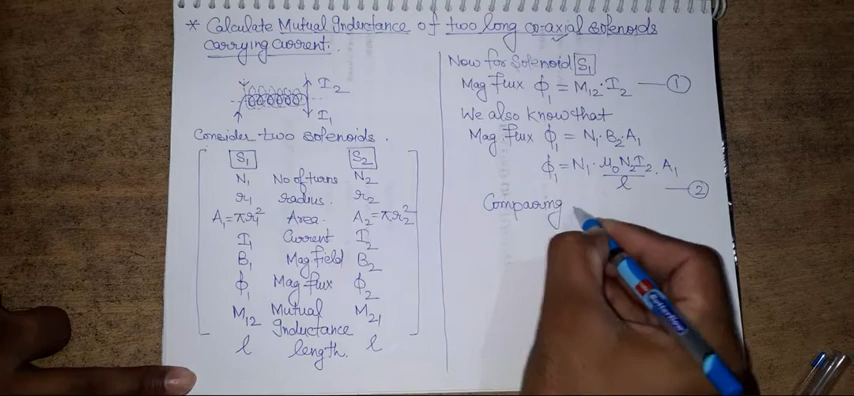 * Calculate Mutual Inductance of two long co-axial solenoids
carrying current.
I₂
I₁
Consider two solenoids.
S₁ S₂
N₁ No of turns N₂
r₁ radius. r₂
A₁=πr₁² Area. A₂=πr₂²
I₁ Current I₂
B₁ Mag field B₂
ϕ₁ Mag flux ϕ₂
M₁₂ Mutual Inductance M₂₁
l length. l
Now for Solenoid S₁
Mag flux ϕ₁ = M₁₂·I₂ — ①
We also know that
Mag flux ϕ₁ = N₁·B₂·A₁
ϕ₁ = N₁·μ₀N₂I₂/l·A₁ — ②
Comparing